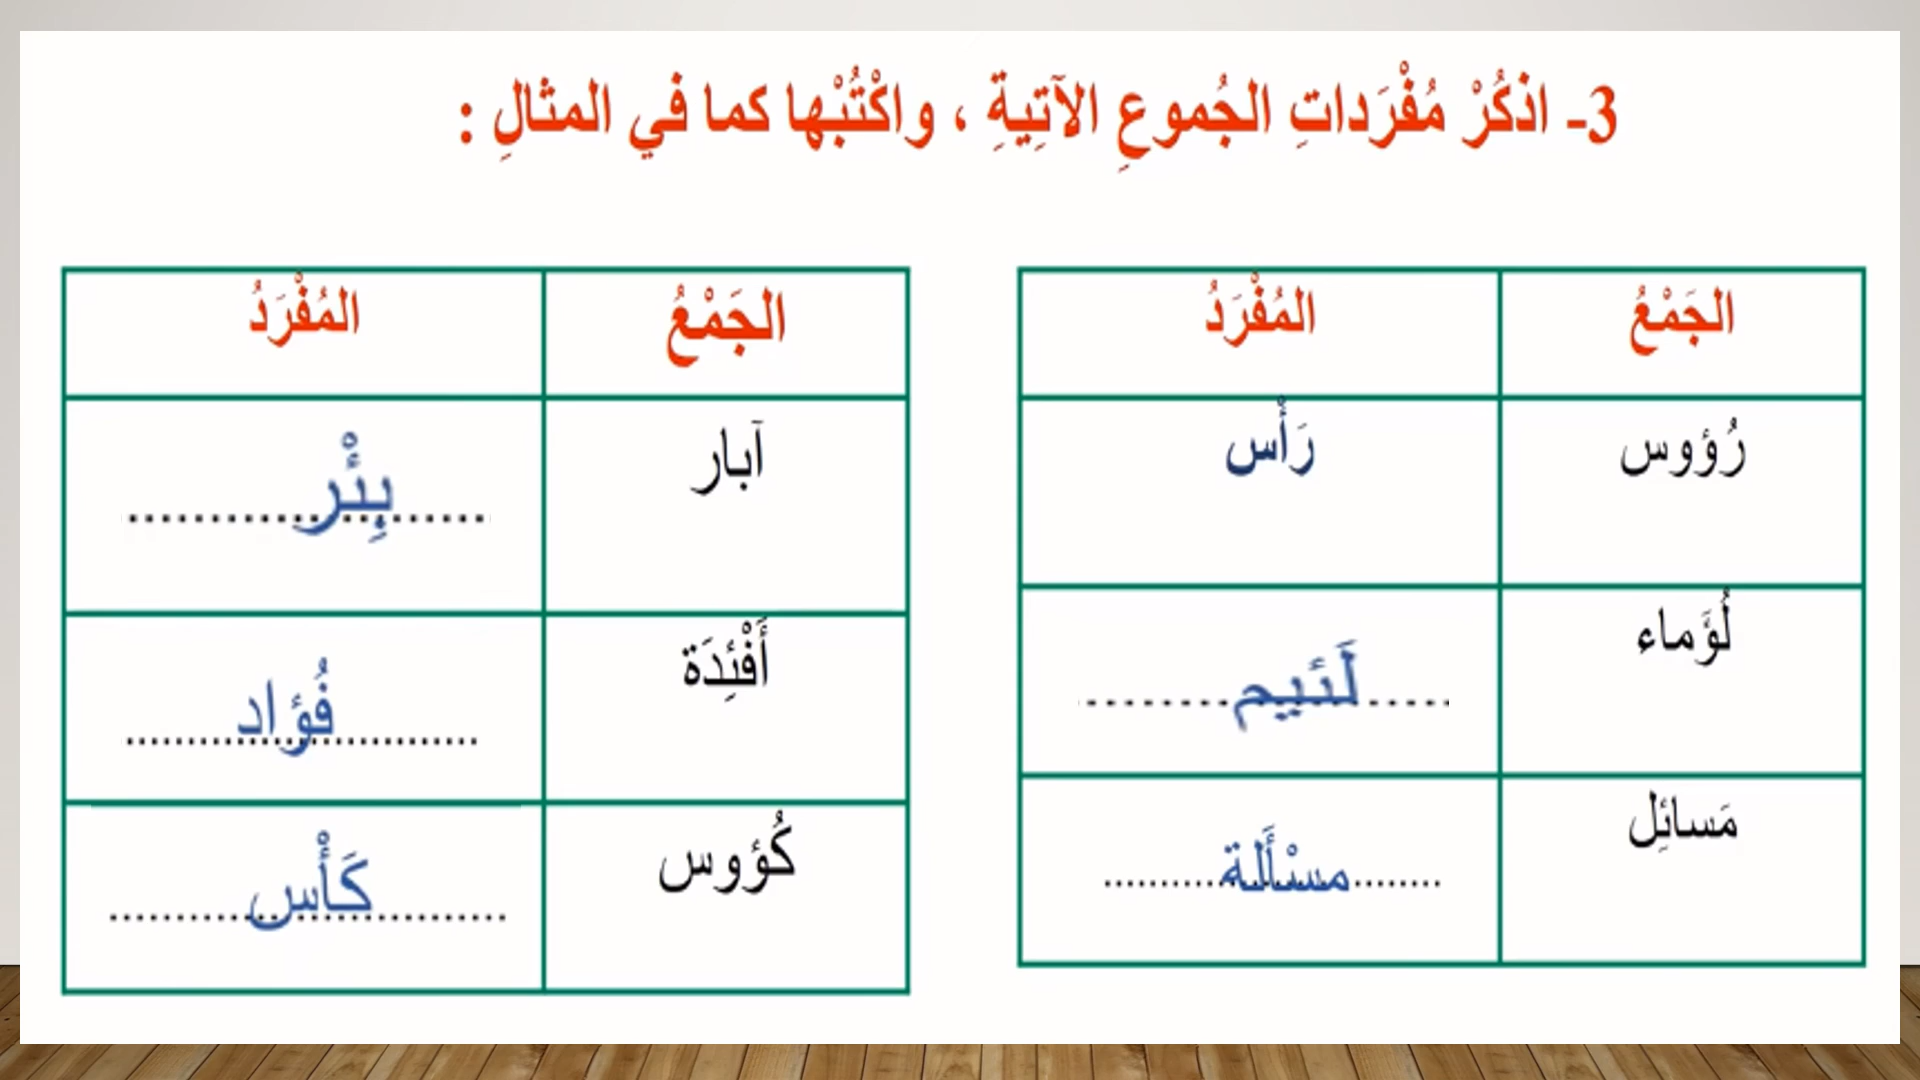 3- اذكُرْ مُفْرَداتِ الجُموعِ الآتِيةِ ، واكْتُبْها كما في المثالِ :
الجَمْعُ المُفْرَدُ
رُؤوس رَأْس
لُؤَماء لَئيم
مَسائِل مسْأَلة
الجَمْعُ المُفْرَدُ
آبار بِئْر
أَفْئِدَة فُؤاد
كُؤوس كَأْس